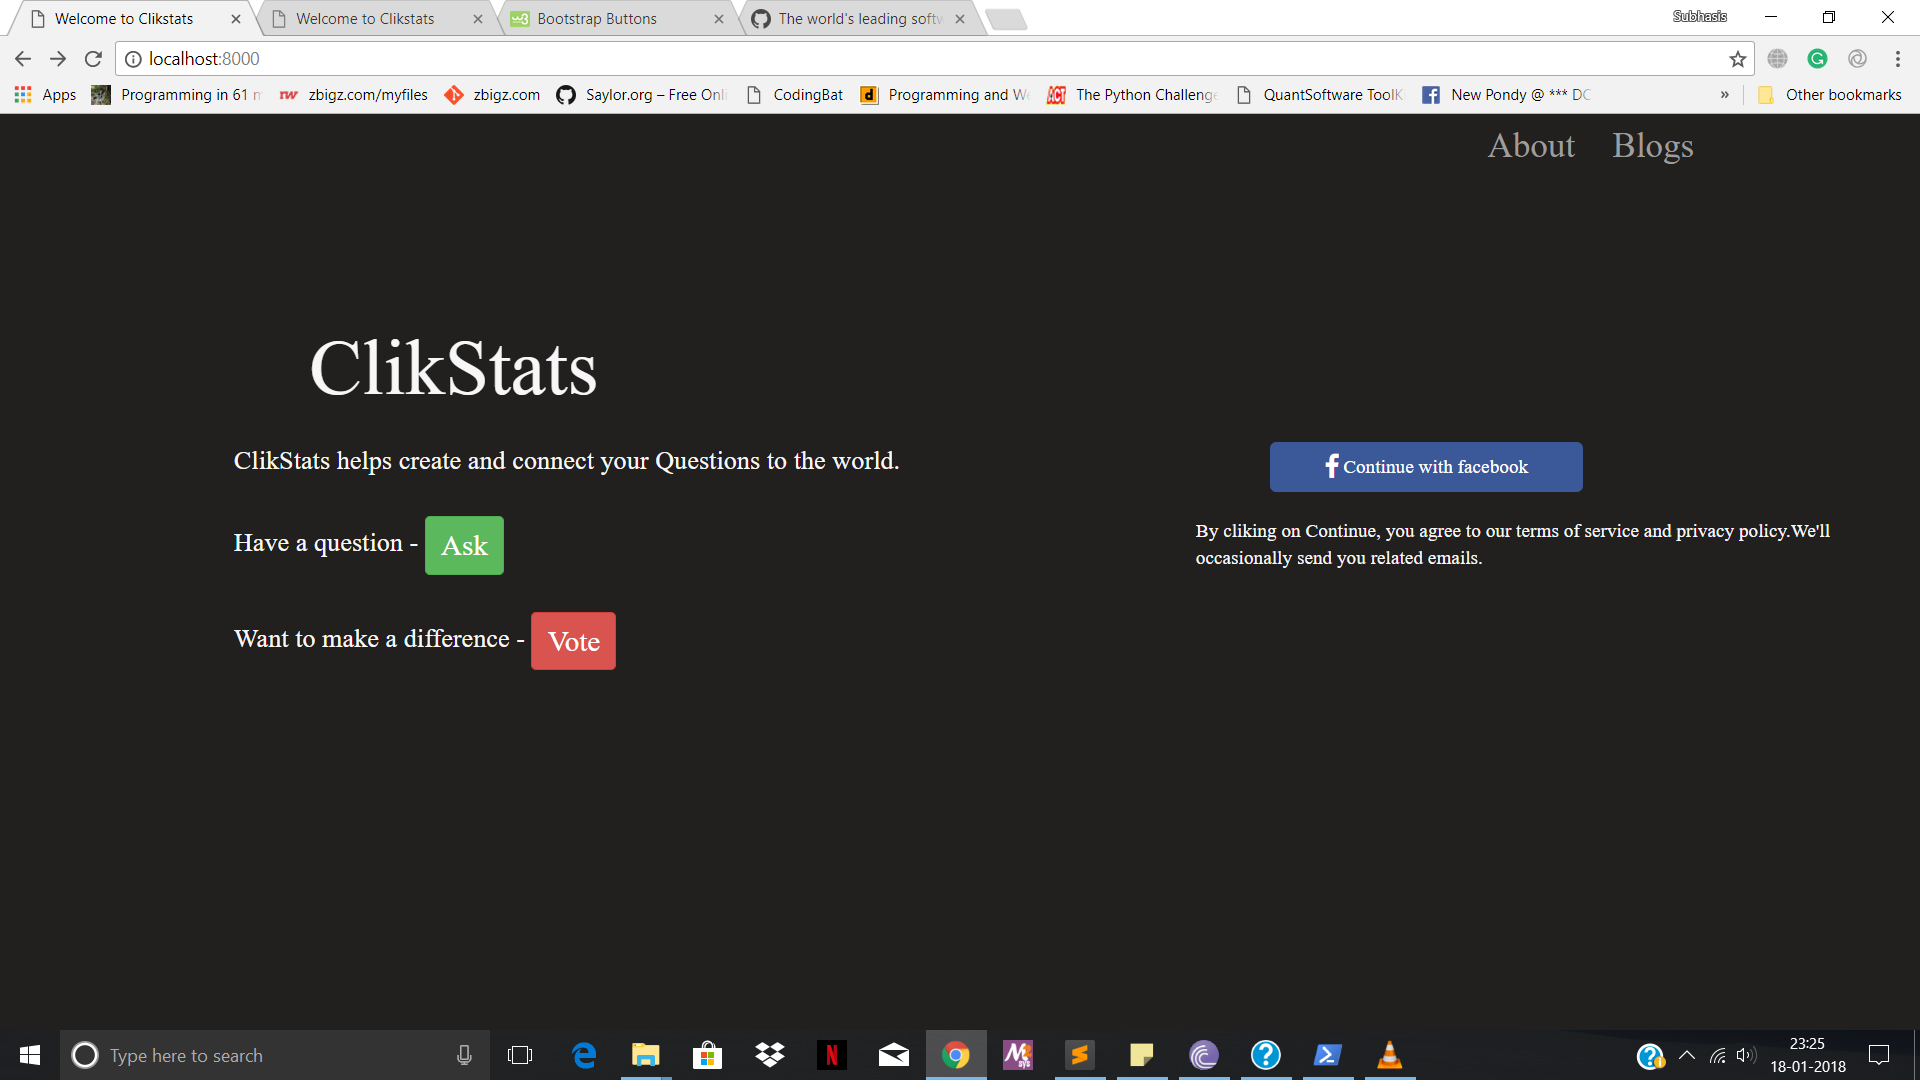 Welcome to Clikstats
Welcome to Clikstats
Bootstrap Buttons
The world's leading softw
Subhasis
localhost:8000
Apps
Programming in 61 m
zbigz.com/myfiles
zbigz.com
Saylor.org – Free Onli
CodingBat
Programming and We
The Python Challenge
QuantSoftware ToolK
New Pondy @ *** DC
»
Other bookmarks
About Blogs
ClikStats
ClikStats helps create and connect your Questions to the world.
Have a question - Ask
Want to make a difference - Vote
Continue with facebook
By cliking on Continue, you agree to our terms of service and privacy policy.We'll
occasionally send you related emails.
Type here to search
23:25
18-01-2018